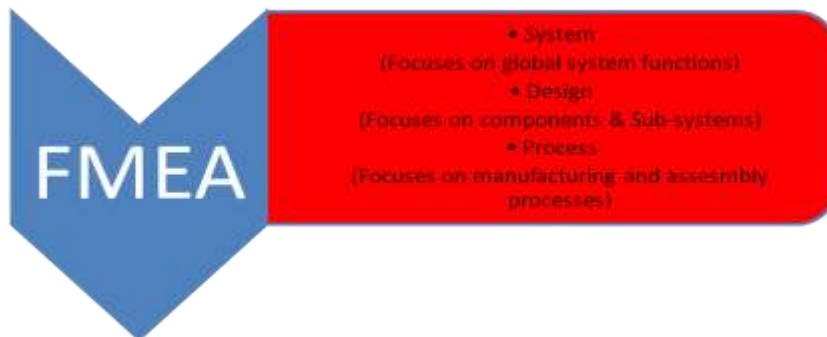 FMEA
• System
(Focuses on global system functions)
• Design
(Focuses on components & Sub-systems)
• Process
(Focuses on manufacturing and assesmbly
processes)